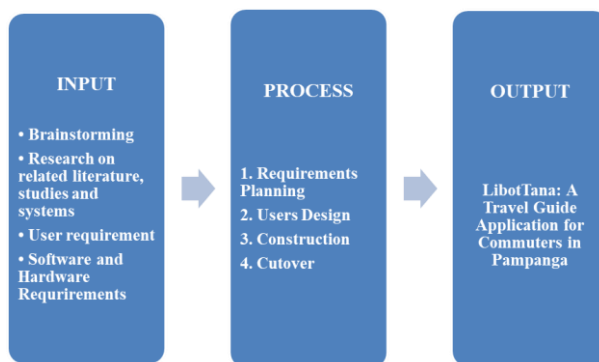 INPUT
• Brainstorming
• Research on
related literature,
studies and
systems
• User requirement
• Software and
Hardware
Requrirements
PROCESS
1. Requirements
Planning
2. Users Design
3. Construction
4. Cutover
OUTPUT
LibotTana: A
Travel Guide
Application for
Commuters in
Pampanga